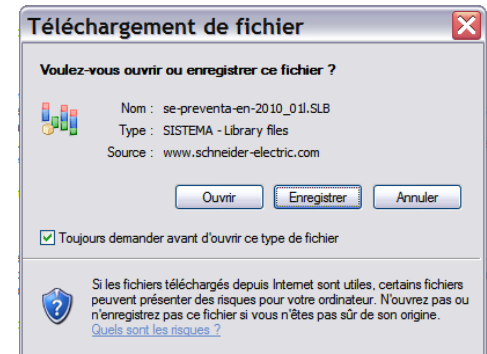 Téléchargement de fichier
Voulez-vous ouvrir ou enregistrer ce fichier ?
Nom : se-preventa-en-2010_01l.SLB
Type : SISTEMA - Library files
Source : www.schneider-electric.com
Ouvrir Enregistrer Annuler
Toujours demander avant d'ouvrir ce type de fichier
Si les fichiers téléchargés depuis Internet sont utiles, certains fichiers
peuvent présenter des risques pour votre ordinateur. N'ouvrez pas ou
n'enregistrez pas ce fichier si vous n'êtes pas sûr de son origine.
Quels sont les risques ?